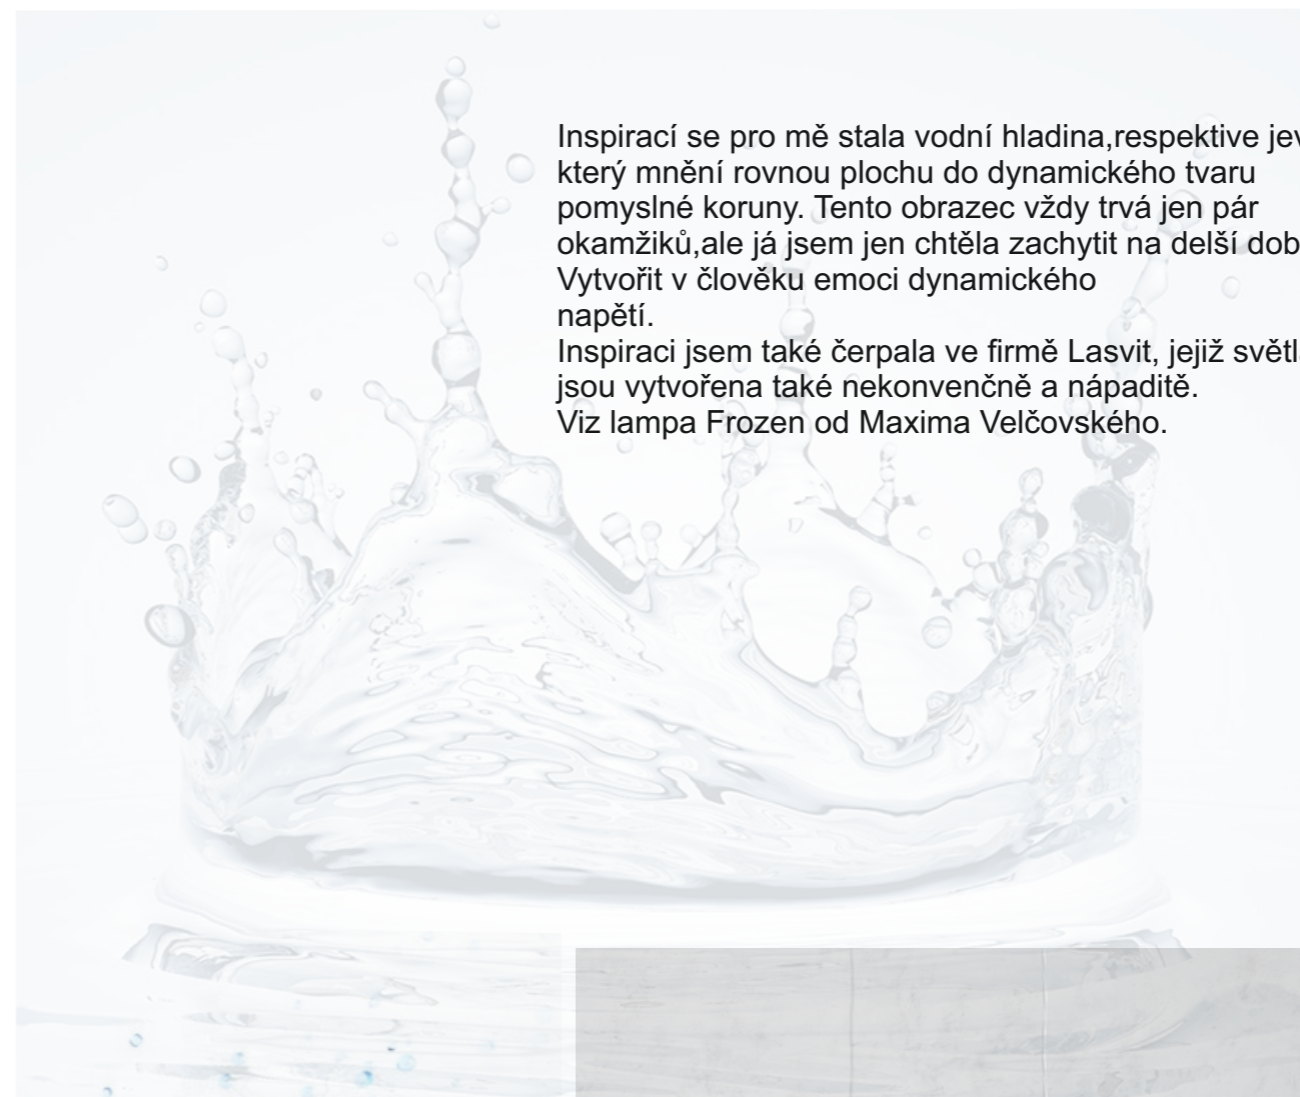 Inspirací se pro mě stala vodní hladina,respektive jev
který mnění rovnou plochu do dynamického tvaru
pomyslné koruny. Tento obrazec vždy trvá jen pár
okamžiků,ale já jsem jen chtěla zachytit na delší
Vytvořit v člověku emoci dynamického
napětí.
Inspiraci jsem také čerpala ve firmě Lasvit, jejiž
jsou vytvořena také nekonvenčně a nápaditě.
Viz lampa Frozen od Maxima Velčovského.